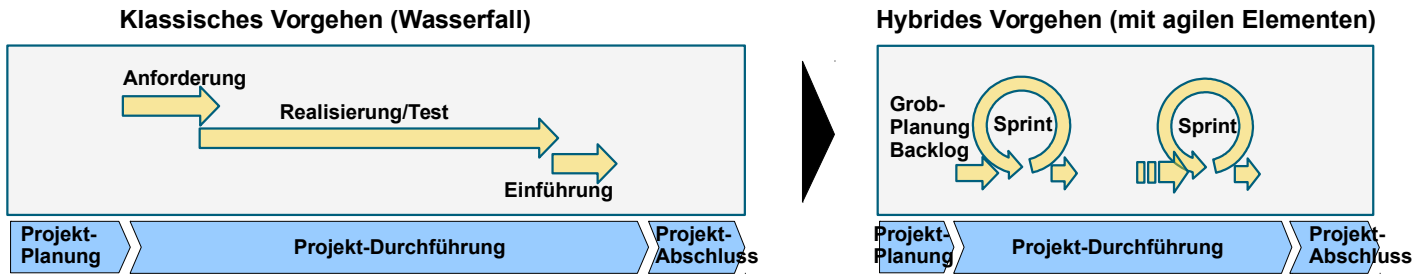 Klassisches Vorgehen (Wasserfall)
Anforderung
Realisierung/Test
Einführung
Projekt-
Planung
Projekt-Durchführung
Projekt-
Abschluss
Hybrides Vorgehen (mit agilen Elementen)
Grob-
Planung
Backlog
Sprint
Sprint
Projekt-
Planung
Projekt-Durchführung
Projekt-
Abschluss